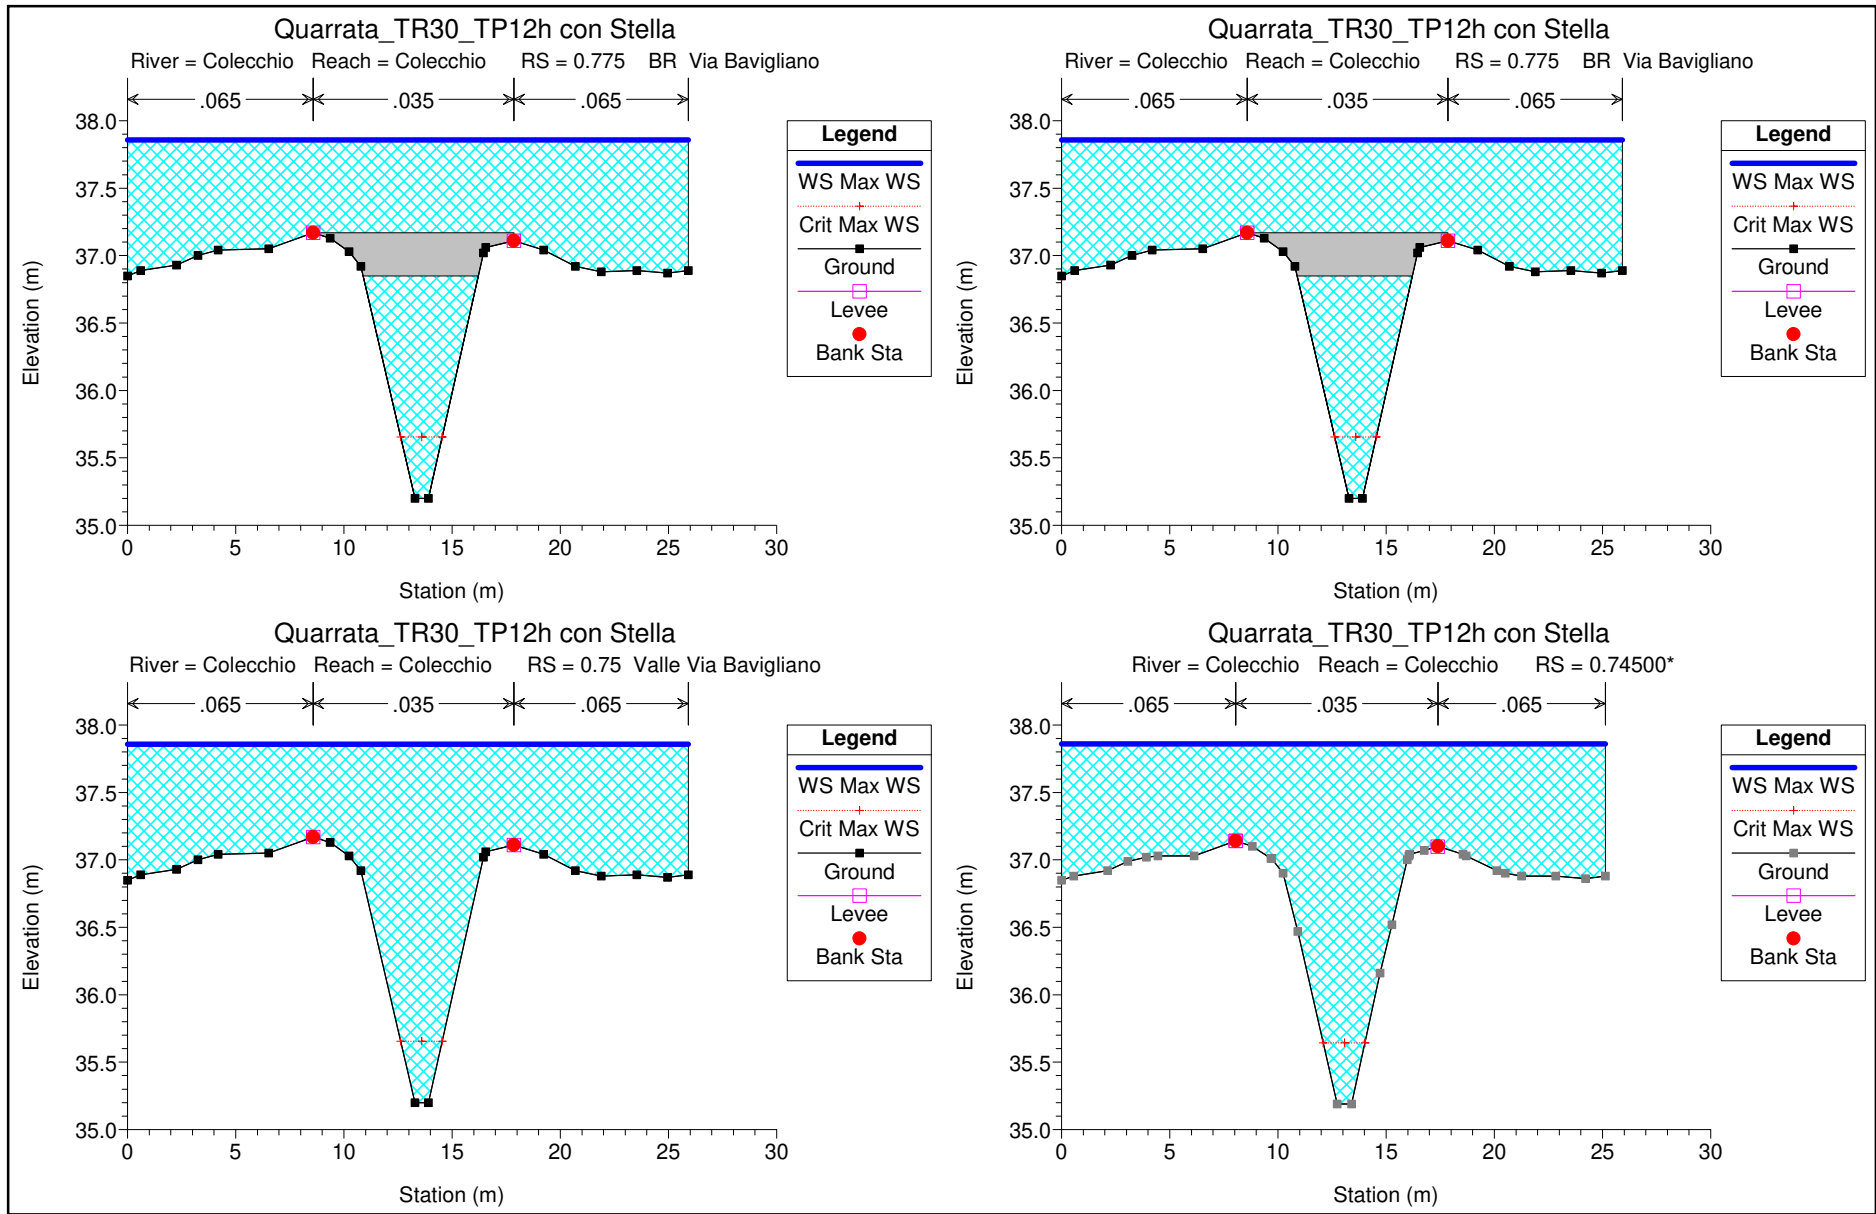 Quarrata_TR30_TP12h con Stella
River = Colecchio Reach = Colecchio RS = 0.775 BR Via Bavigliano
.065 .035 .065
38.0
37.5
37.0
36.5
36.0
35.5
35.0
Elevation (m)
0 5 10 15 20 25 30
Station (m)
Legend
WS Max WS
Crit Max WS
Ground
Levee
Bank Sta
Quarrata_TR30_TP12h con Stella
River = Colecchio Reach = Colecchio RS = 0.775 BR Via Bavigliano
.065 .035 .065
38.0
37.5
37.0
36.5
36.0
35.5
35.0
Elevation (m)
0 5 10 15 20 25 30
Station (m)
Legend
WS Max WS
Crit Max WS
Ground
Levee
Bank Sta
Quarrata_TR30_TP12h con Stella
River = Colecchio Reach = Colecchio RS = 0.75 Valle Via Bavigliano
.065 .035 .065
38.0
37.5
37.0
36.5
36.0
35.5
35.0
Elevation (m)
0 5 10 15 20 25 30
Station (m)
Legend
WS Max WS
Crit Max WS
Ground
Levee
Bank Sta
Quarrata_TR30_TP12h con Stella
River = Colecchio Reach = Colecchio RS = 0.74500*
.065 .035 .065
38.0
37.5
37.0
36.5
36.0
35.5
35.0
Elevation (m)
0 5 10 15 20 25 30
Station (m)
Legend
WS Max WS
Crit Max WS
Ground
Levee
Bank Sta